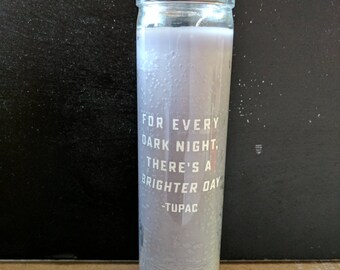 FOR EVERY
DARK NIGHT,
THERE'S A
BRIGHTER DAY
-TUPAC